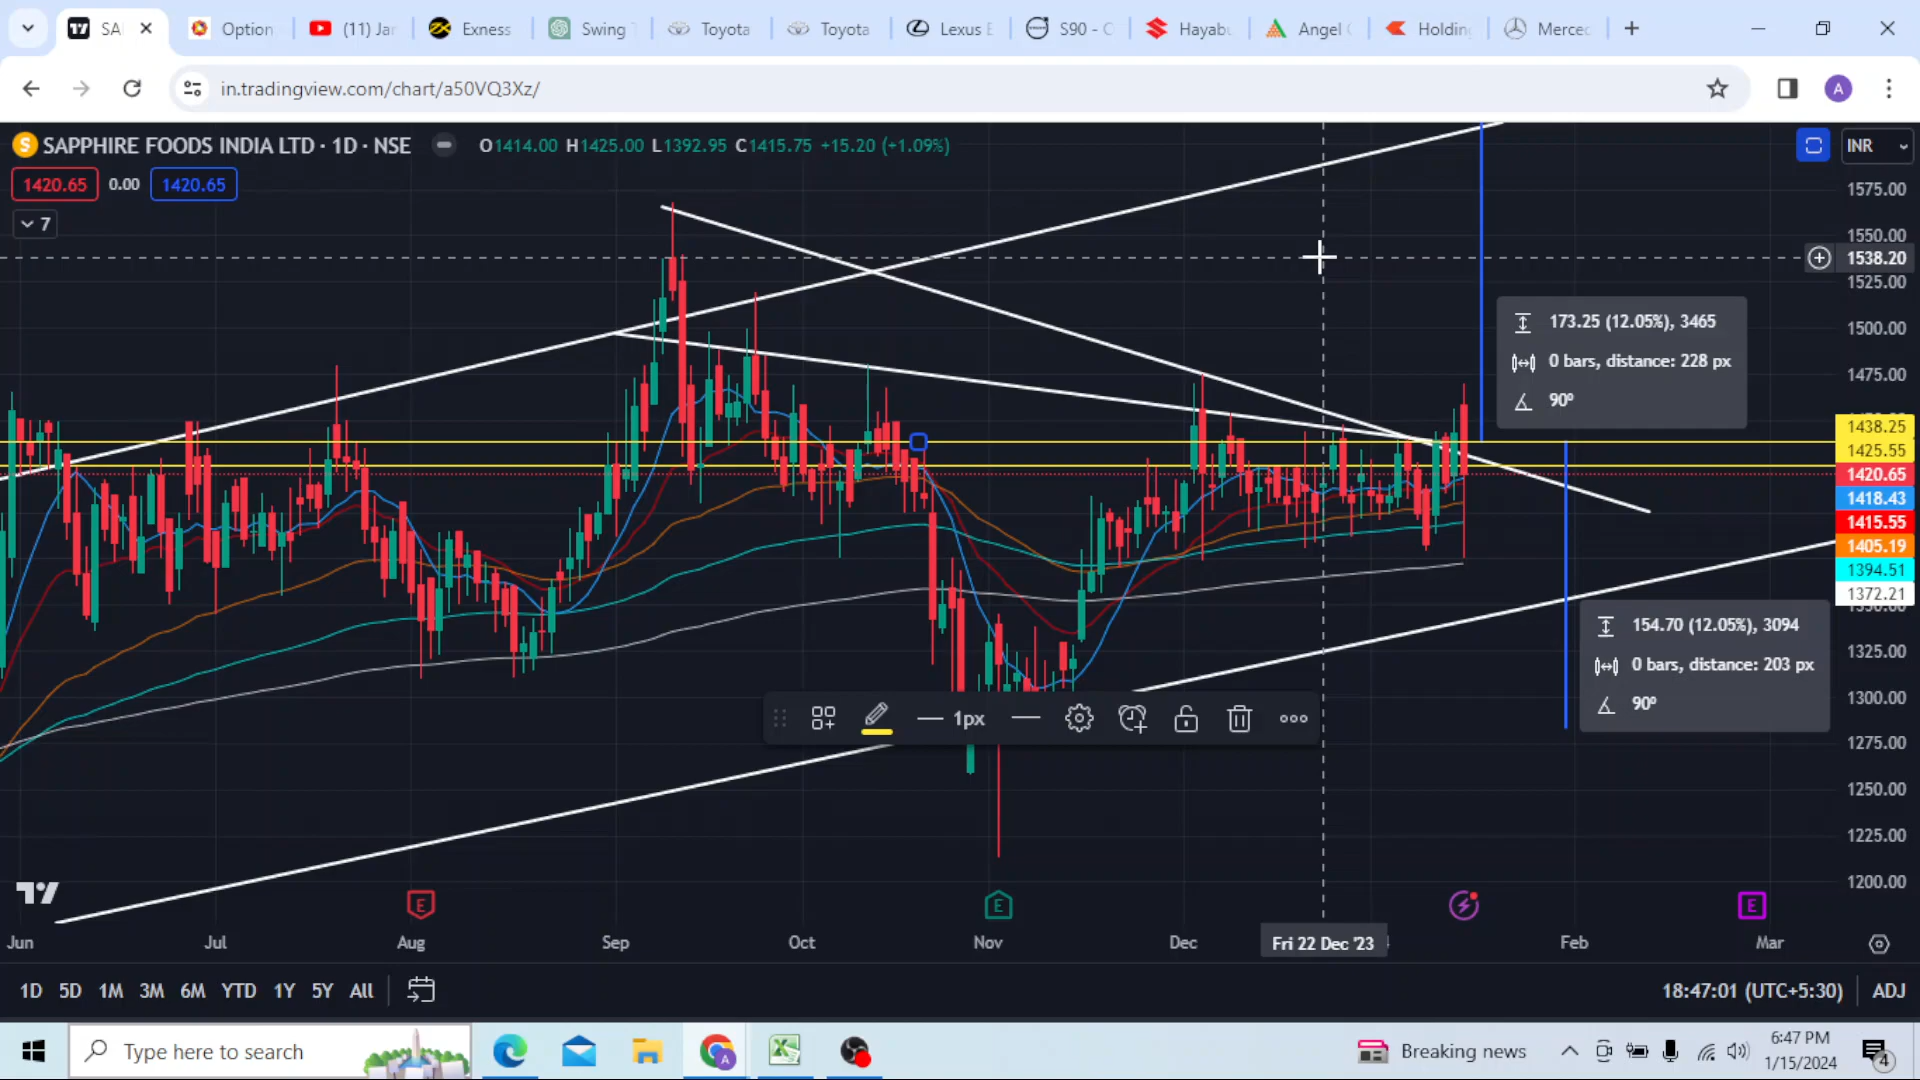 SA
Option
(11) Jar
Exness
Swing T
Toyota
Toyota
Lexus E
S90 - C
Hayabu
Angel
Holding
Merced
in.tradingview.com/chart/a50VQ3Xz/
A
SAPPHIRE FOODS INDIA LTD · 1D · NSE
O1414.00 H1425.00 L1392.95 C1415.75 +15.20 (+1.09%)
INR
1420.65 0.00 1420.65
7
1575.00
1550.00
1538.20
1525.00
1500.00
1475.00
173.25 (12.05%), 3465
0 bars, distance: 228 px
90º
1438.25
1425.55
1420.65
1418.43
1415.55
1405.19
1394.51
1372.21
154.70 (12.05%), 3094
0 bars, distance: 203 px
90º
1325.00
1300.00
1275.00
1250.00
1225.00
1200.00
1px
E
E
E
Jun Jul Aug Sep Oct Nov Dec Fri 22 Dec '23 Feb Mar
1D 5D 1M 3M 6M YTD 1Y 5Y All
18:47:01 (UTC+5:30) ADJ
Type here to search
A
Breaking news
6:47 PM
1/15/2024
4